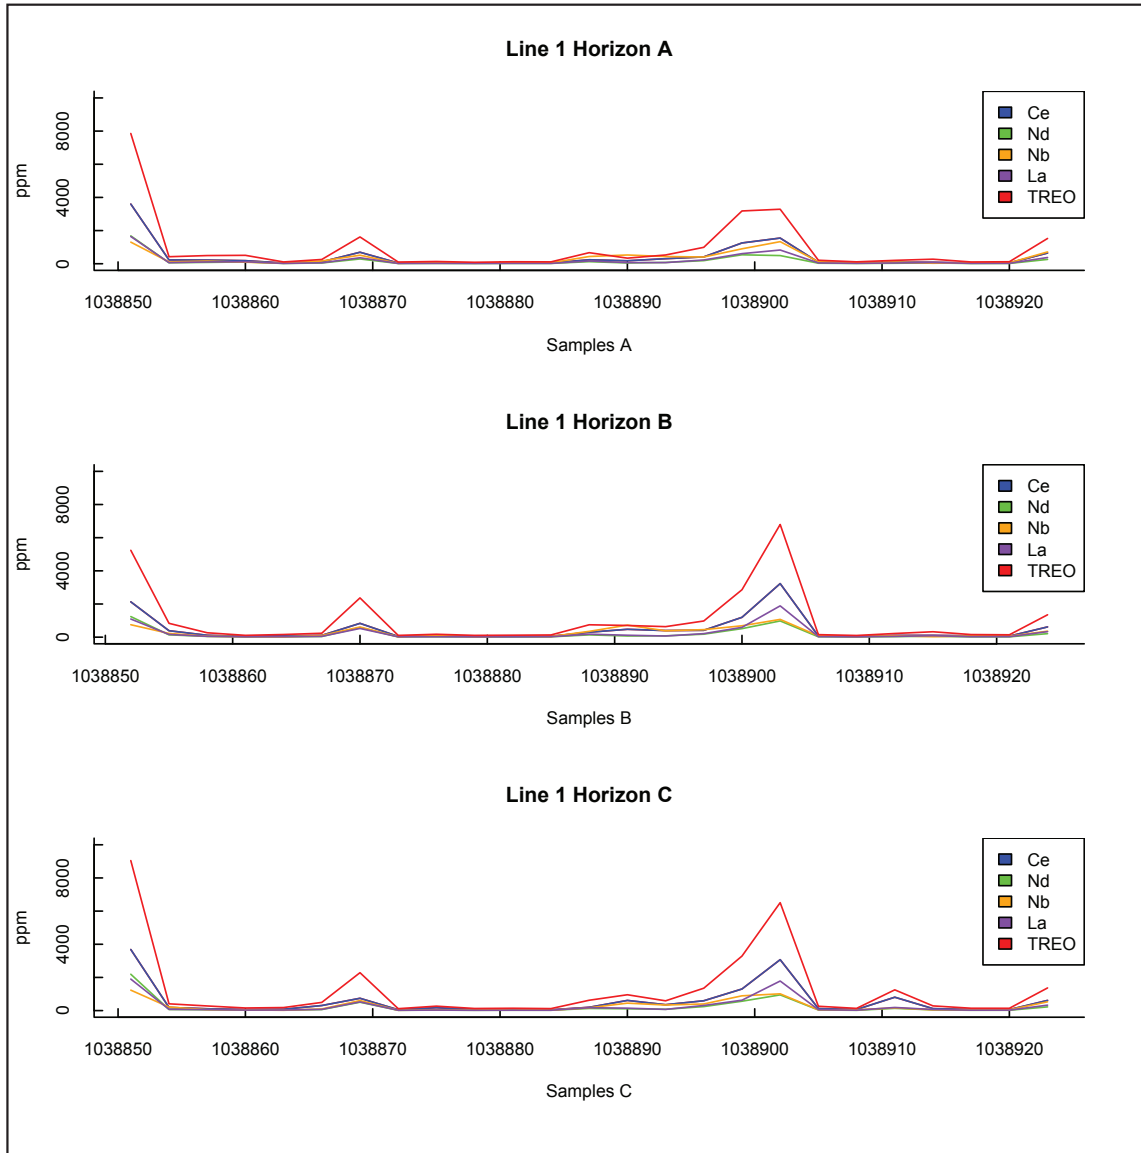 Line 1 Horizon A
ppm
8000
4000
0
Ce
Nd
Nb
La
TREO
1038850 1038860 1038870 1038880 1038890 1038900 1038910 1038920
Samples A
Line 1 Horizon B
ppm
8000
4000
0
Ce
Nd
Nb
La
TREO
1038850 1038860 1038870 1038880 1038890 1038900 1038910 1038920
Samples B
Line 1 Horizon C
ppm
8000
4000
0
Ce
Nd
Nb
La
TREO
1038850 1038860 1038870 1038880 1038890 1038900 1038910 1038920
Samples C